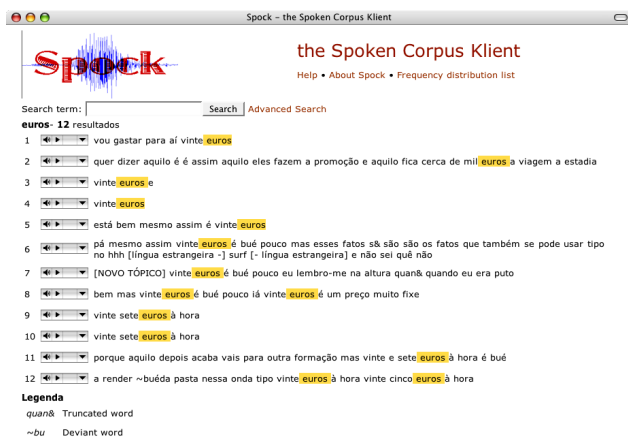 Spock – the Spoken Corpus Klient
Spock
the Spoken Corpus Klient
Help • About Spock • Frequency distribution list
Search term: Search Advanced Search
euros- 12 resultados
1 vou gastar para aí vinte euros
2 quer dizer aquilo é é assim aquilo eles fazem a promoção e aquilo fica cerca de mil euros a viagem a estadia
3 vinte euros e
4 vinte euros
5 está bem mesmo assim é vinte euros
6 pá mesmo assim vinte euros é bué pouco mas esses fatos s& são são os fatos que também se pode usar tipo
no hhh [língua estrangeira -] surf [- língua estrangeira] e não sei quê não
7 [NOVO TÓPICO] vinte euros é bué pouco eu lembro-me na altura quan& quando eu era puto
8 bem mas vinte euros é bué pouco iá vinte euros é um preço muito fixe
9 vinte sete euros à hora
10 vinte sete euros à hora
11 porque aquilo depois acaba vais para outra formação mas vinte e sete euros à hora é bué
12 a render ~buéda pasta nessa onda tipo vinte euros à hora vinte cinco euros à hora
Legenda
quan& Truncated word
~bu Deviant word